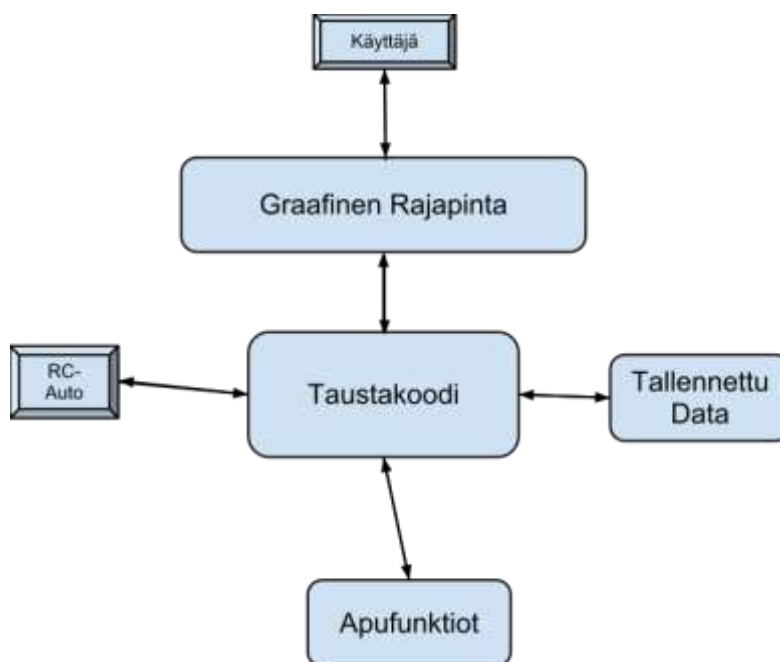 Käyttäjä
Graafinen Rajapinta
RC-
Auto
Taustakoodi
Tallennettu
Data
Apufunktiot